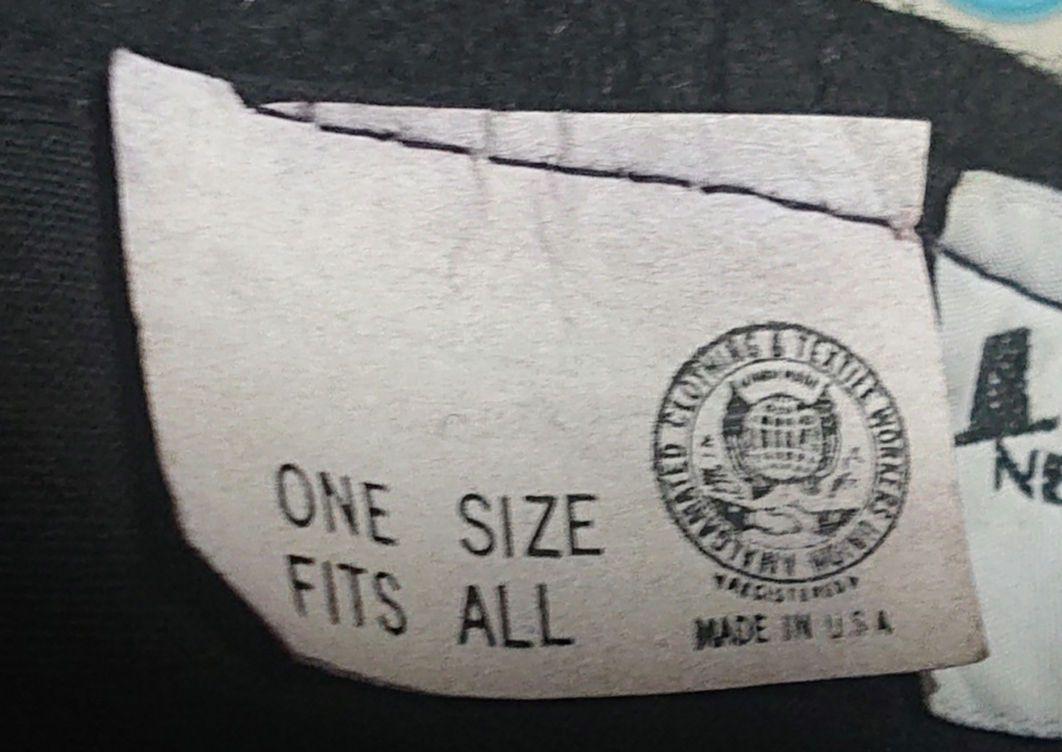 ONE SIZE
FITS ALL
AMALGAMATED CLOTHING & TEXTILE WORKERS UNION
REGISTERED
MADE IN U.S.A